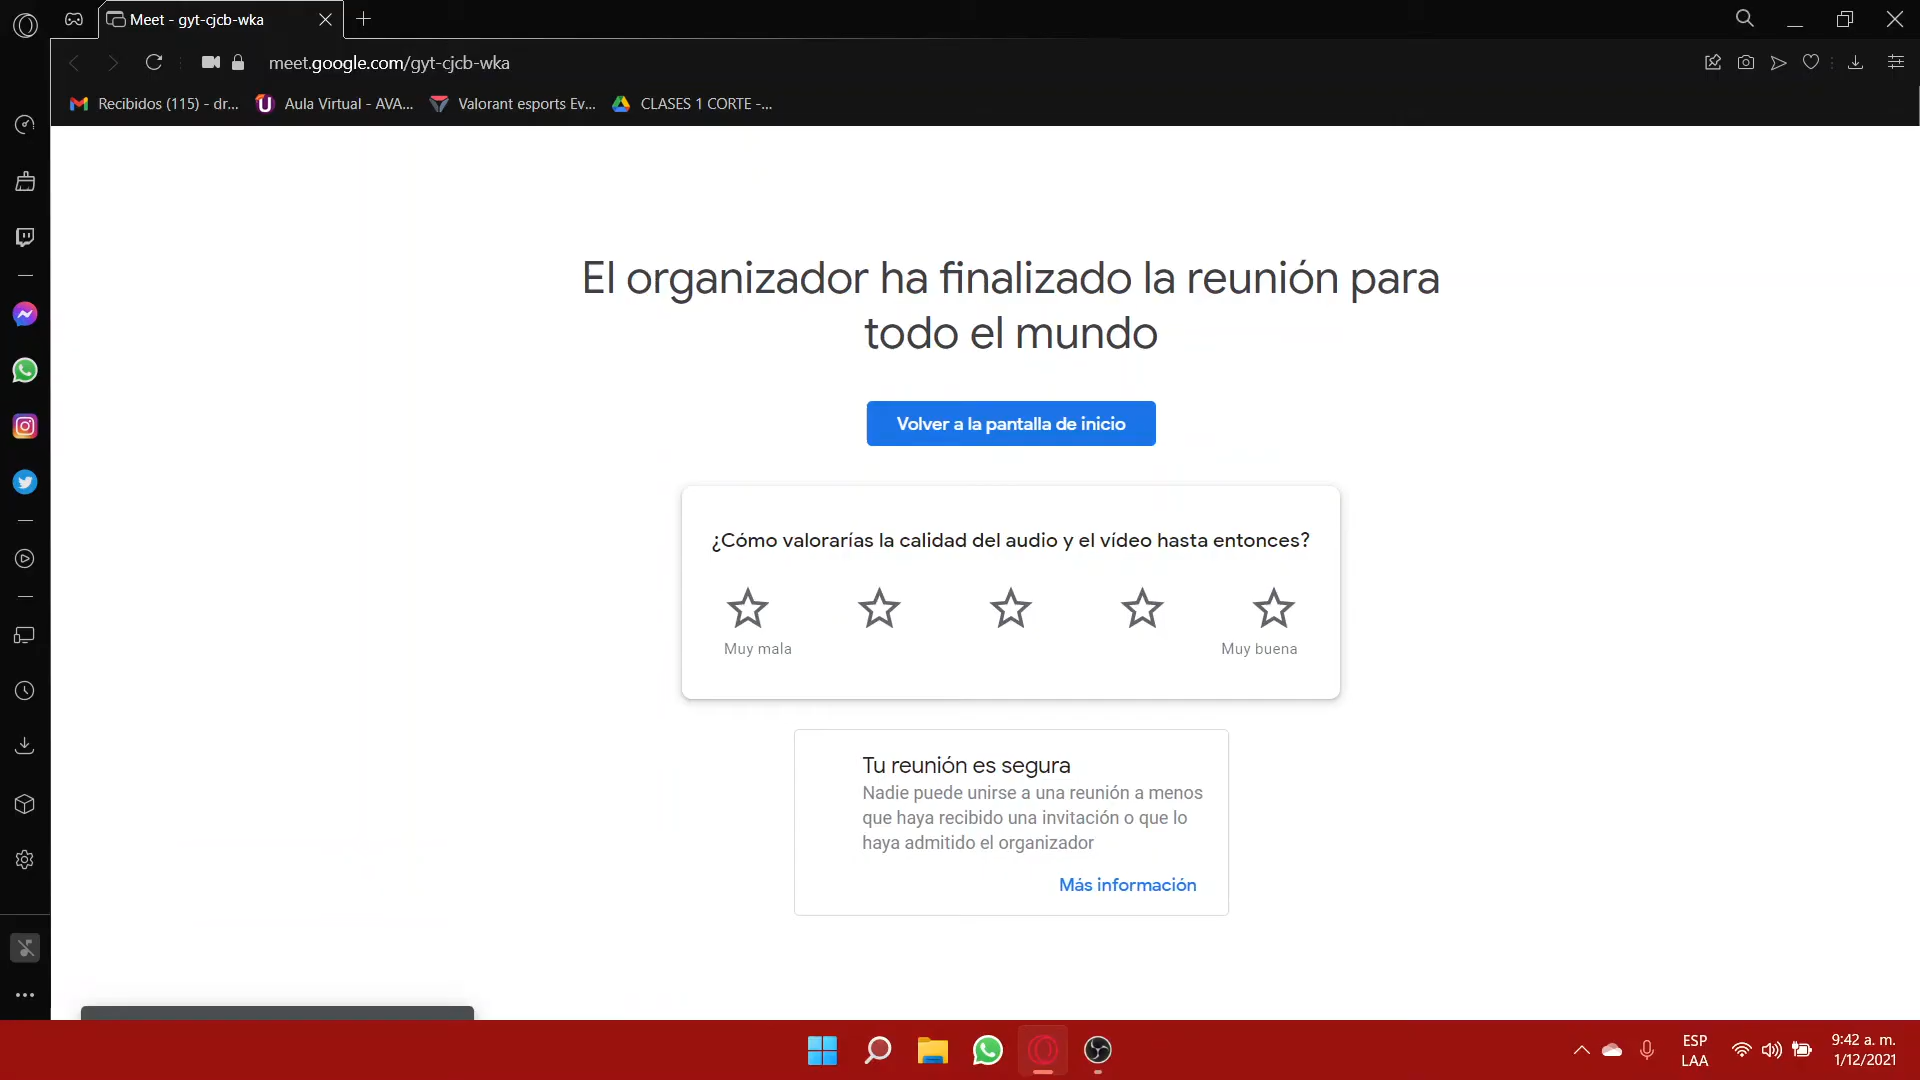 Meet - gyt-cjcb-wka
meet.google.com/gyt-cjcb-wka
Recibidos (115) - dr...
Aula Virtual - AVA...
Valorant esports Ev...
CLASES 1 CORTE -...
El organizador ha finalizado la reunión para
todo el mundo
Volver a la pantalla de inicio
¿Cómo valorarías la calidad del audio y el vídeo hasta entonces?
Muy mala
Muy buena
Tu reunión es segura
Nadie puede unirse a una reunión a menos
que haya recibido una invitación o que lo
haya admitido el organizador
Más información
ESP
LAA
9:42 a. m.
1/12/2021